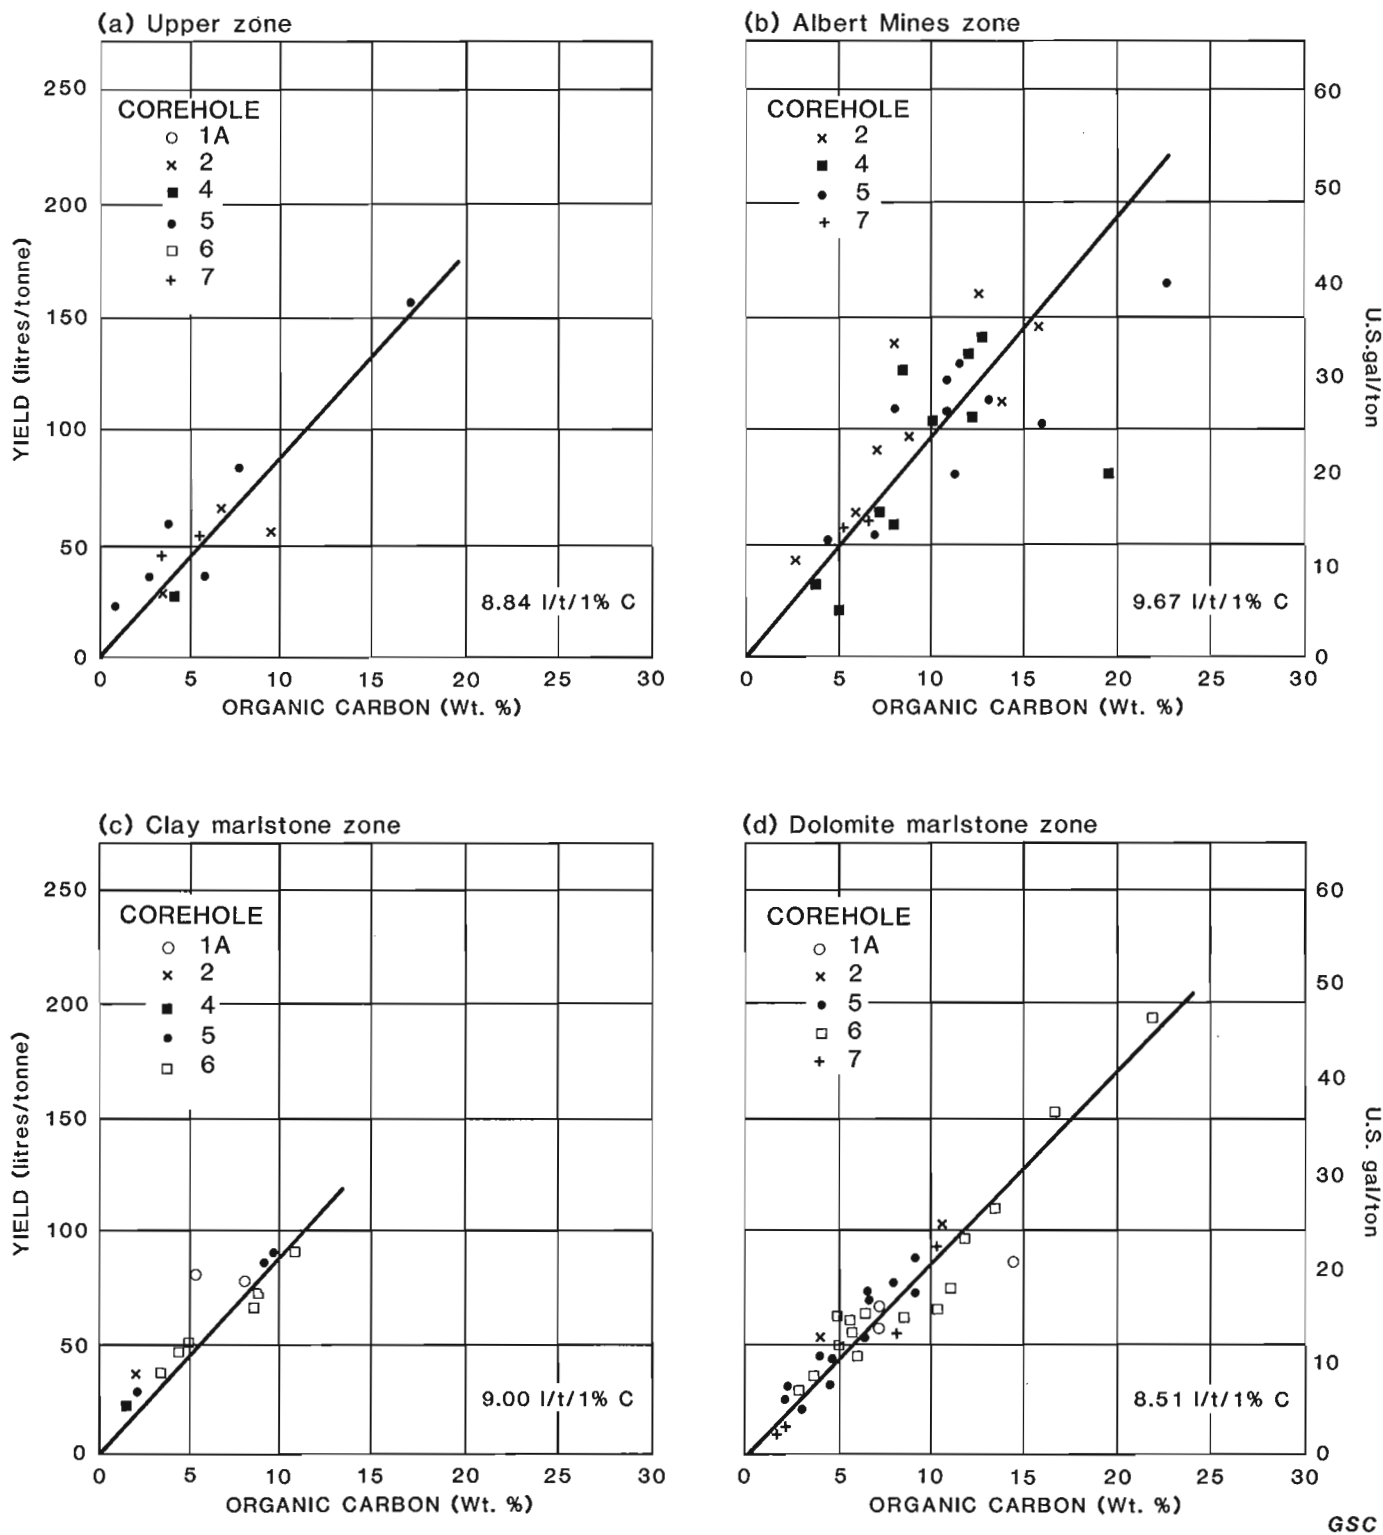 (a) Upper zone
250
200
150
100
50
0
YIELD (litres/tonne)
COREHOLE
1A
2
4
5
6
7
8.84 l/t/1% C
0 5 10 15 20 25 30
ORGANIC CARBON (Wt. %)
(b) Albert Mines zone
COREHOLE
2
4
5
7
9.67 l/t/1% C
60
50
40
30
20
10
0
U.S.gal/ton
0 5 10 15 20 25 30
ORGANIC CARBON (Wt. %)
(c) Clay marlstone zone
250
200
150
100
50
0
YIELD (litres/tonne)
COREHOLE
1A
2
4
5
6
9.00 l/t/1% C
0 5 10 15 20 25 30
ORGANIC CARBON (Wt. %)
(d) Dolomite marlstone zone
COREHOLE
1A
2
5
6
7
8.51 l/t/1% C
60
50
40
30
20
10
0
U.S. gal/ton
0 5 10 15 20 25 30
ORGANIC CARBON (Wt. %)
GSC